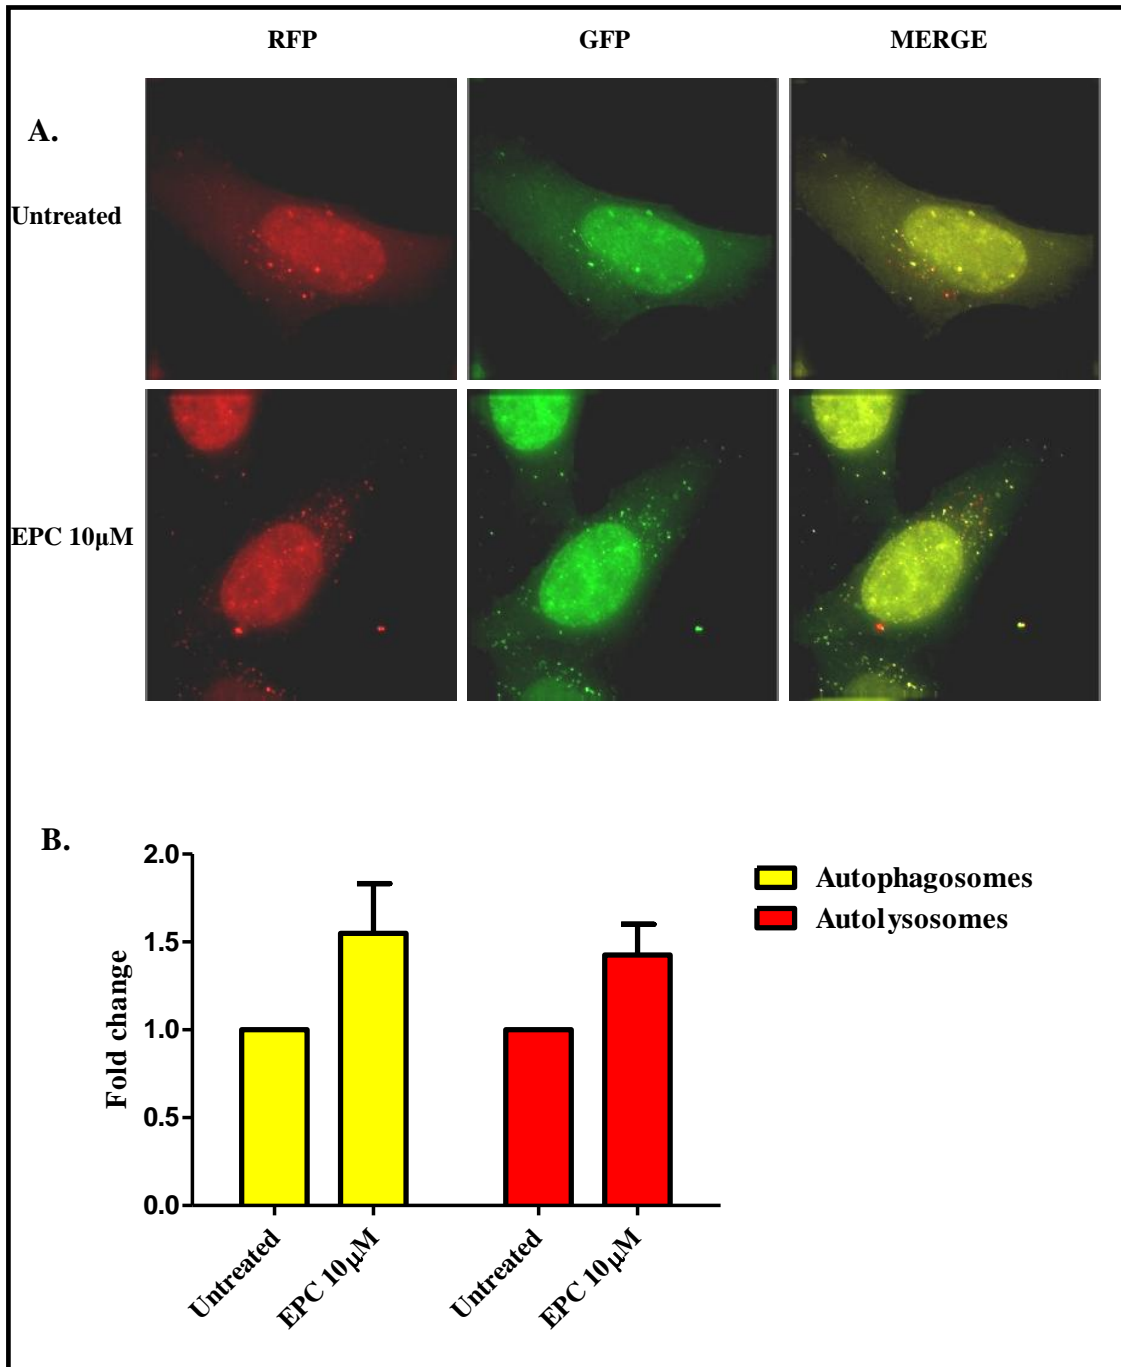 RFP GFP MERGE
A.
Untreated
EPC 10µM
B.
2.0
1.5
1.0
0.5
0.0
Fold change
Autophagosomes
Autolysosomes
Untreated
EPC 10µM
Untreated
EPC 10µM